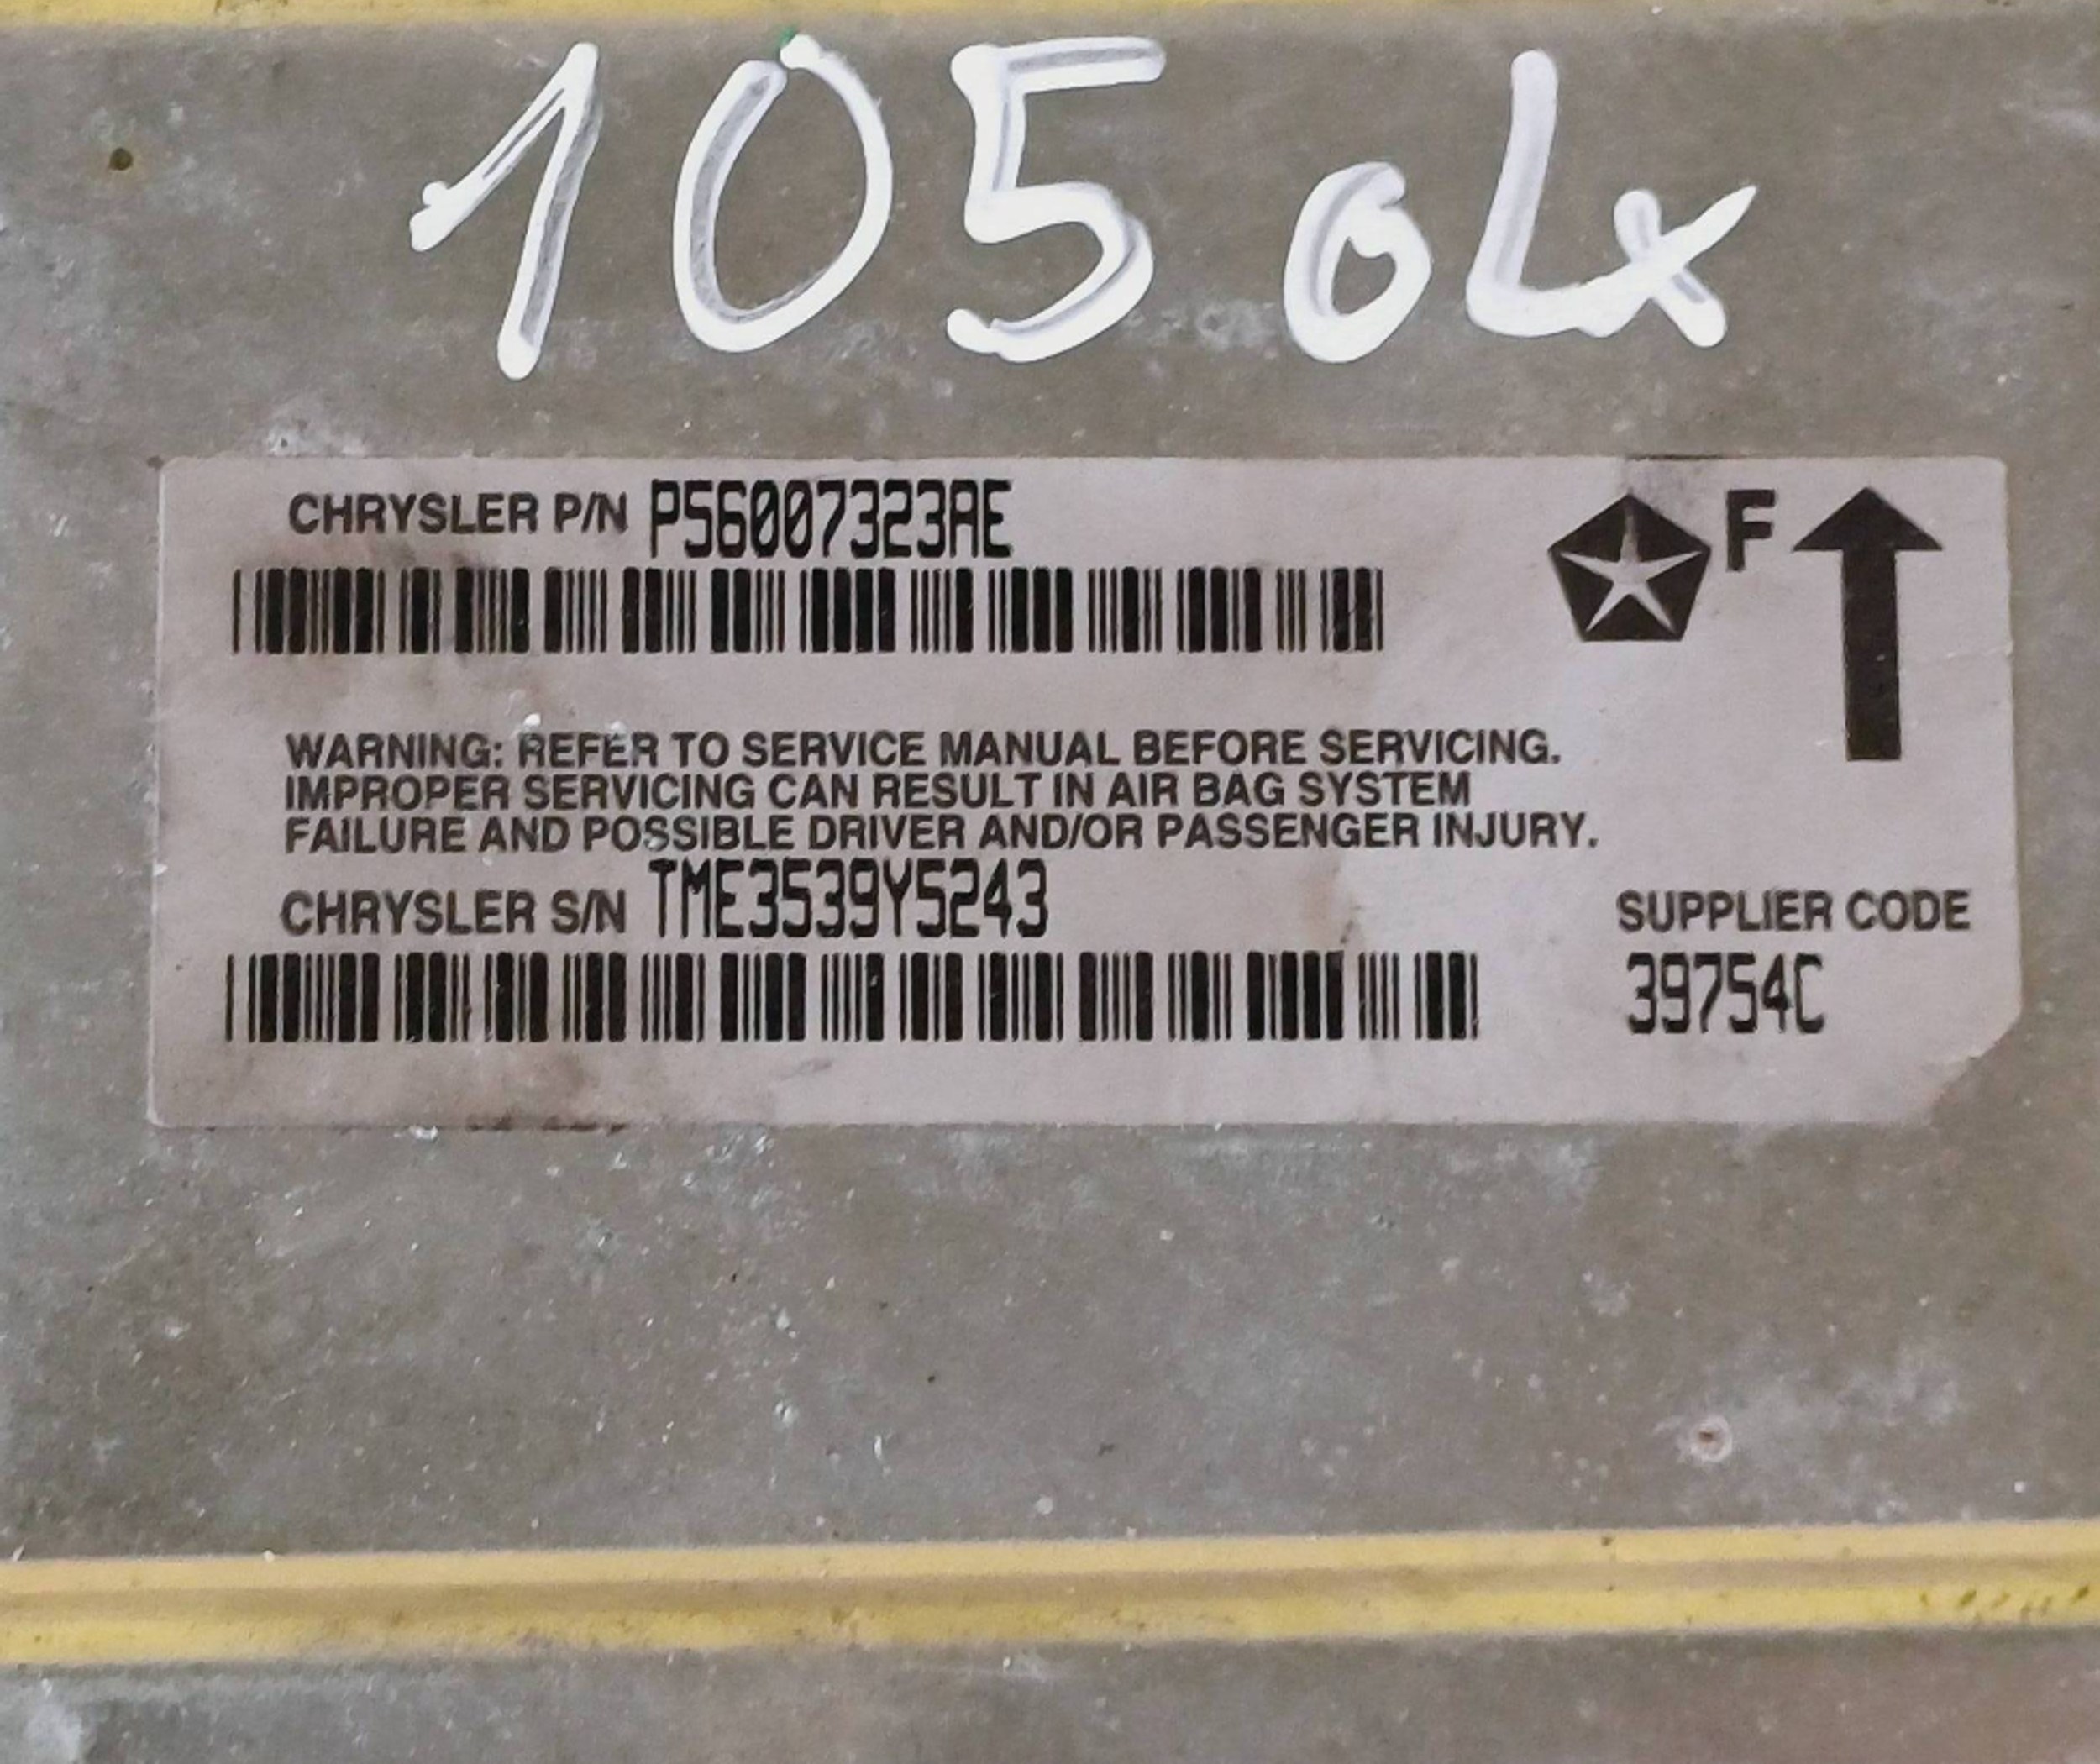 105 oLx
CHRYSLER P/N P56007323AE
F
WARNING: REFER TO SERVICE MANUAL BEFORE SERVICING.
IMPROPER SERVICING CAN RESULT IN AIR BAG SYSTEM
FAILURE AND POSSIBLE DRIVER AND/OR PASSENGER INJURY.
CHRYSLER S/N TME3539Y5243
SUPPLIER CODE
39754C